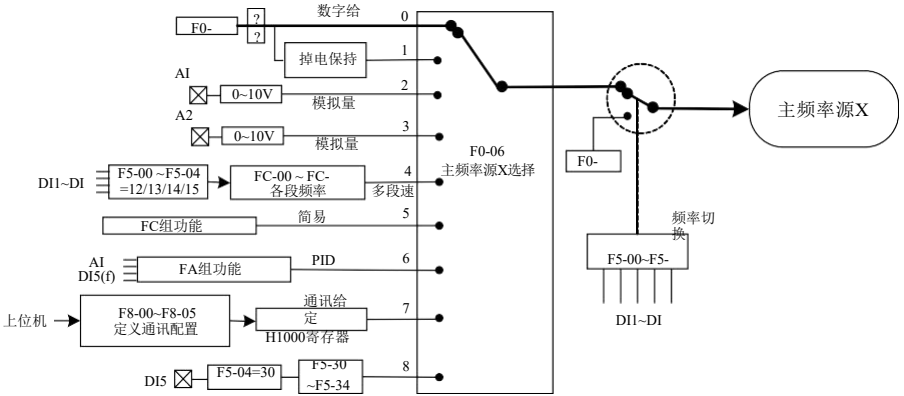 数字给
0
F0-
?
?
掉电保持
1
AI
0~10V
模拟量
2
A2
0~10V
模拟量
3
F0-06
主频率源X选择
DI1~DI
F5-00 ~F5-04
=12/13/14/15
FC-00 ~ FC-
各段频率
多段速
4
FC组功能
简易
5
AI
DI5(f)
FA组功能
PID
6
上位机
F8-00~F8-05
定义通讯配置
通讯给
定
H1000寄存器
7
DI5
F5-04=30
F5-30
~F5-34
8
F0-
主频率源X
频率切
换
F5-00~F5-
DI1~DI